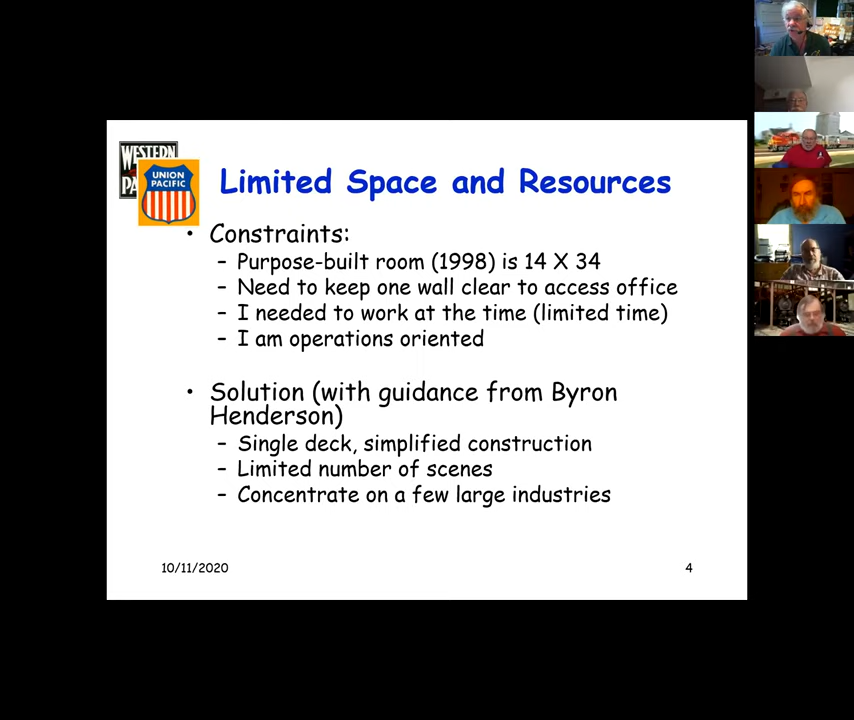 WESTERN
PA
UNION
PACIFIC
Limited Space and Resources
• Constraints:
– Purpose-built room (1998) is 14 X 34
– Need to keep one wall clear to access office
– I needed to work at the time (limited time)
– I am operations oriented
• Solution (with guidance from Byron
Henderson)
– Single deck, simplified construction
– Limited number of scenes
– Concentrate on a few large industries
10/11/2020
4